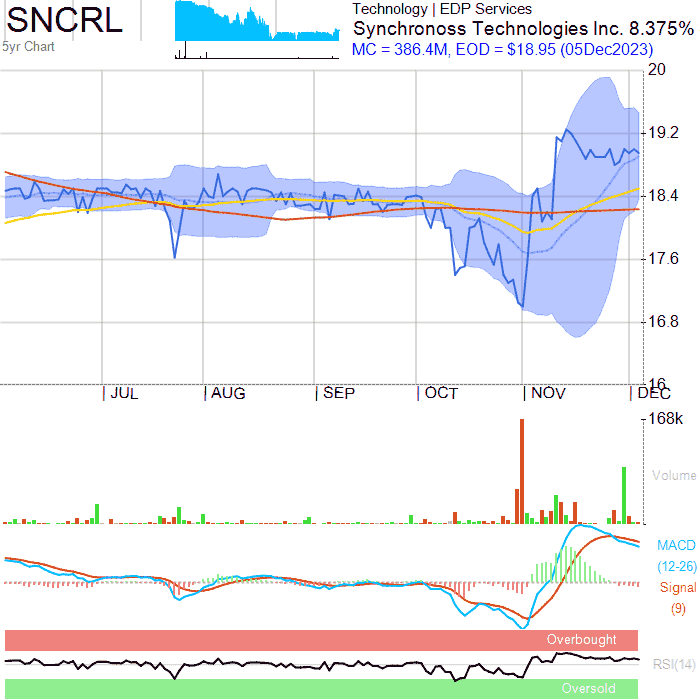 SNCRL
5yr Chart
Technology | EDP Services
Synchronoss Technologies Inc. 8.375%
MC = 386.4M, EOD = $18.95 (05Dec2023)
20
19.2
18.4
17.6
16.8
16
JUL AUG SEP OCT NOV DEC
168k
Volume
MACD
(12-26)
Signal
(9)
Overbought
RSI(14)
Oversold